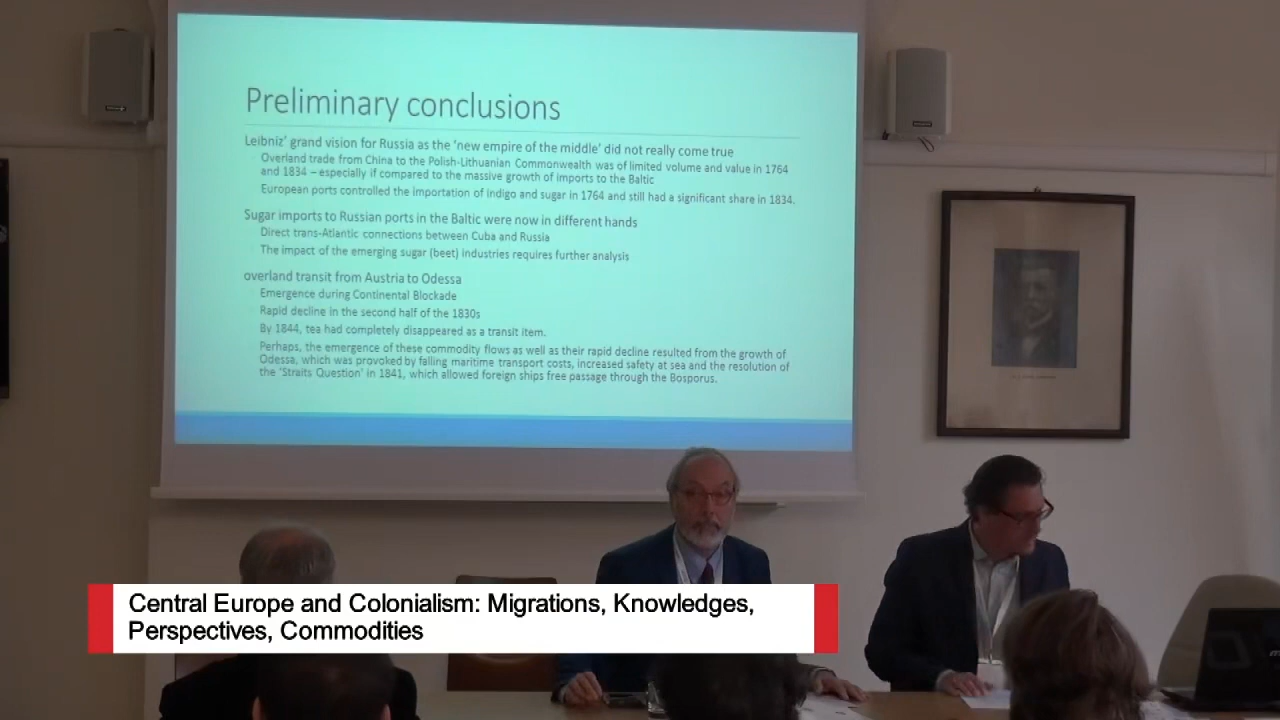 Preliminary conclusions
Leibniz' grand vision for Russia as the 'new empire of the middle' did not really come true
Overland trade from China to the Polish-Lithuanian Commonwealth was of limited volume and value in 1764
and 1834 – especially if compared to the massive growth of imports to the Baltic
European ports controlled the importation of indigo and sugar in 1764 and still had a significant share in 1834.
Sugar imports to Russian ports in the Baltic were now in different hands
Direct trans-Atlantic connections between Cuba and Russia
The impact of the emerging sugar (beet) industries requires further analysis
overland transit from Austria to Odessa
Emergence during Continental Blockade
Rapid decline in the second half of the 1830s
By 1844, tea had completely disappeared as a transit item.
Perhaps, the emergence of these commodity flows as well as their rapid decline resulted from the growth of
Odessa, which was provoked by falling maritime transport costs, increased safety at sea and the resolution of
the 'Straits Question' in 1841, which allowed foreign ships free passage through the Bosporus.
Central Europe and Colonialism: Migrations, Knowledges,
Perspectives, Commodities